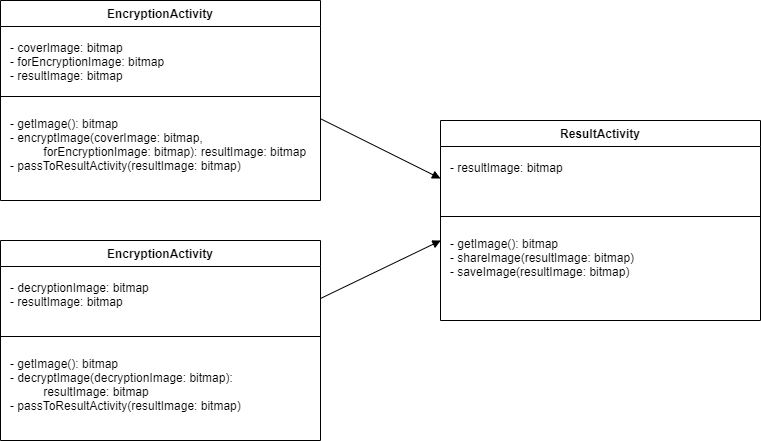 EncryptionActivity
- coverImage: bitmap
- forEncryptionImage: bitmap
- resultImage: bitmap
- getImage(): bitmap
- encryptImage(coverImage: bitmap,
forEncryptionImage: bitmap): resultImage: bitmap
- passToResultActivity(resultImage: bitmap)
EncryptionActivity
- decryptionImage: bitmap
- resultImage: bitmap
- getImage(): bitmap
- decryptImage(decryptionImage: bitmap):
resultImage: bitmap
- passToResultActivity(resultImage: bitmap)
ResultActivity
- resultImage: bitmap
- getImage(): bitmap
- shareImage(resultImage: bitmap)
- saveImage(resultImage: bitmap)